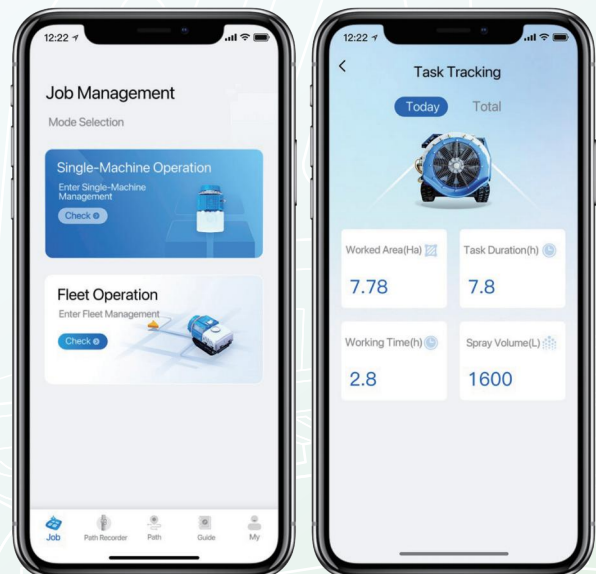 12:22
Job Management
Mode Selection
Single-Machine Operation
Enter Single-Machine
Management
Check
Fleet Operation
Enter Fleet Management
Check
Job
Path Recorder
Path
Guide
My
12:22
Task Tracking
Today
Total
Worked Area(Ha)
7.78
Task Duration(h)
7.8
Working Time(h)
2.8
Spray Volume(L)
1600